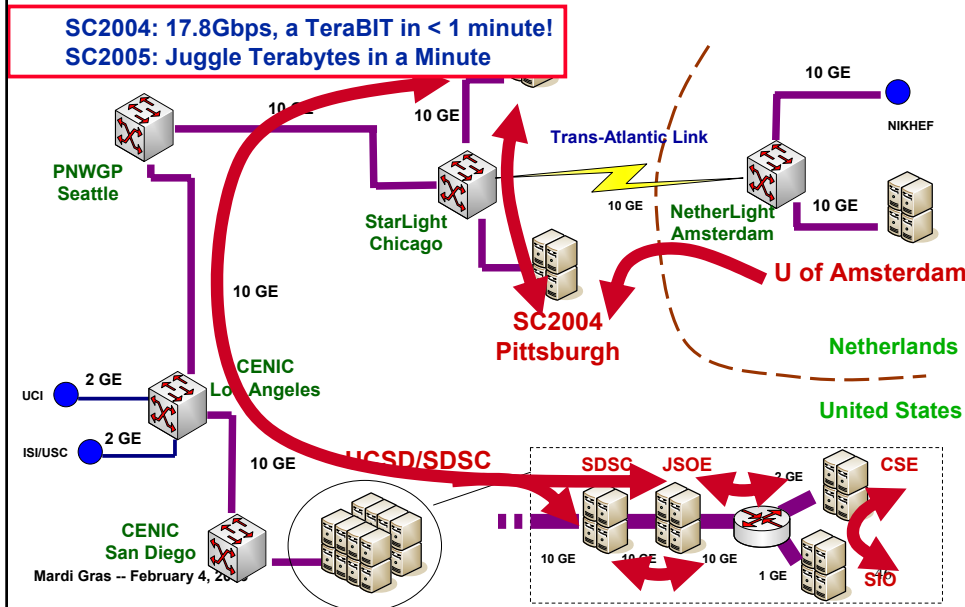 SC2004: 17.8Gbps, a TeraBIT in < 1 minute!
SC2005: Juggle Terabytes in a Minute
10 GE
10 GE
10 GE
NIKHEF
PNWGP
Seattle
Trans-Atlantic Link
StarLight
Chicago
10 GE
NetherLight
Amsterdam
10 GE
10 GE
U of Amsterdam
SC2004
Pittsburgh
Netherlands
United States
CENIC
Los Angeles
UCI
2 GE
ISI/USC
2 GE
10 GE
UCSD/SDSC
SDSC
JSOE
2 GE
CSE
CENIC
San Diego
10 GE
10 GE
10 GE
1 GE
SIO
Mardi Gras -- February 4,